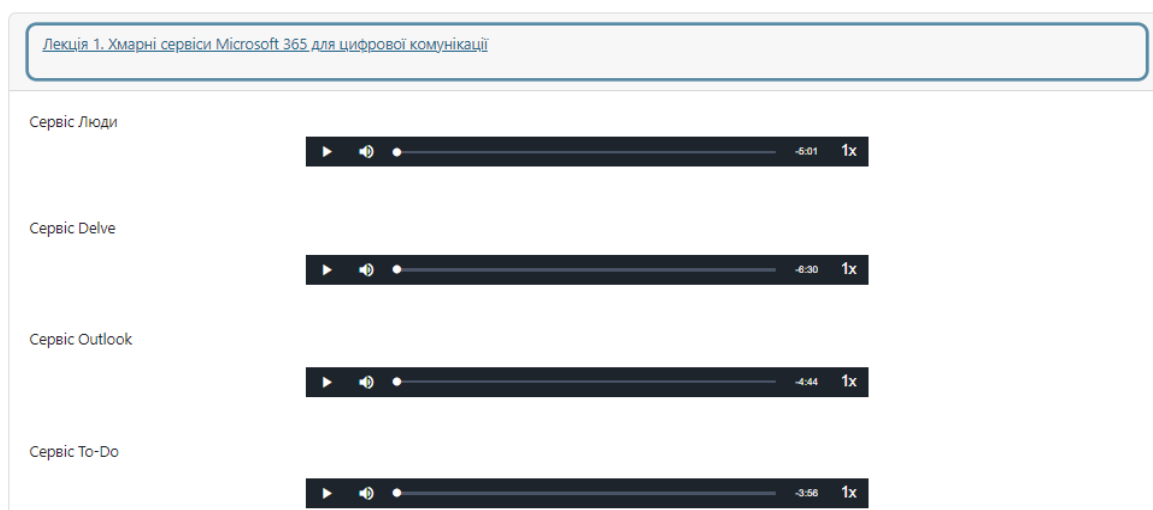 Лекція 1. Хмарні сервіси Microsoft 365 для цифрової комунікації
Сервіс Люди
-5:01 1x
Сервіс Delve
-6:30 1x
Сервіс Outlook
-4:44 1x
Сервіс To-Do
-3:56 1x